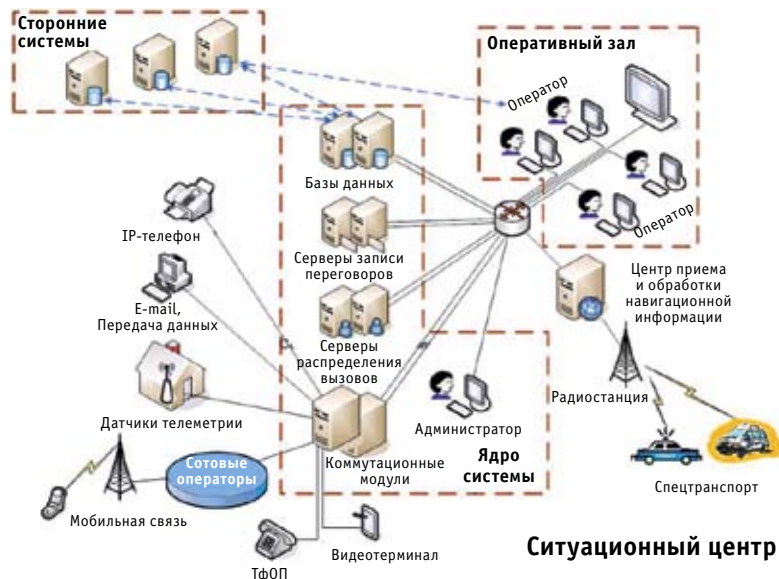 Сторонние
системы
Оперативный зал
Оператор
Оператор
Базы данных
IP-телефон
Серверы записи
переговоров
Центр приема
и обработки
навигационной
информации
E-mail,
Передача данных
Серверы
распределения
вызовов
Радиостанция
Датчики телеметрии
Администратор
Сотовые
операторы
Коммутационные
модули
Ядро
системы
Спецтранспорт
Мобильная связь
ТфОП
Видеотерминал
Ситуационный центр